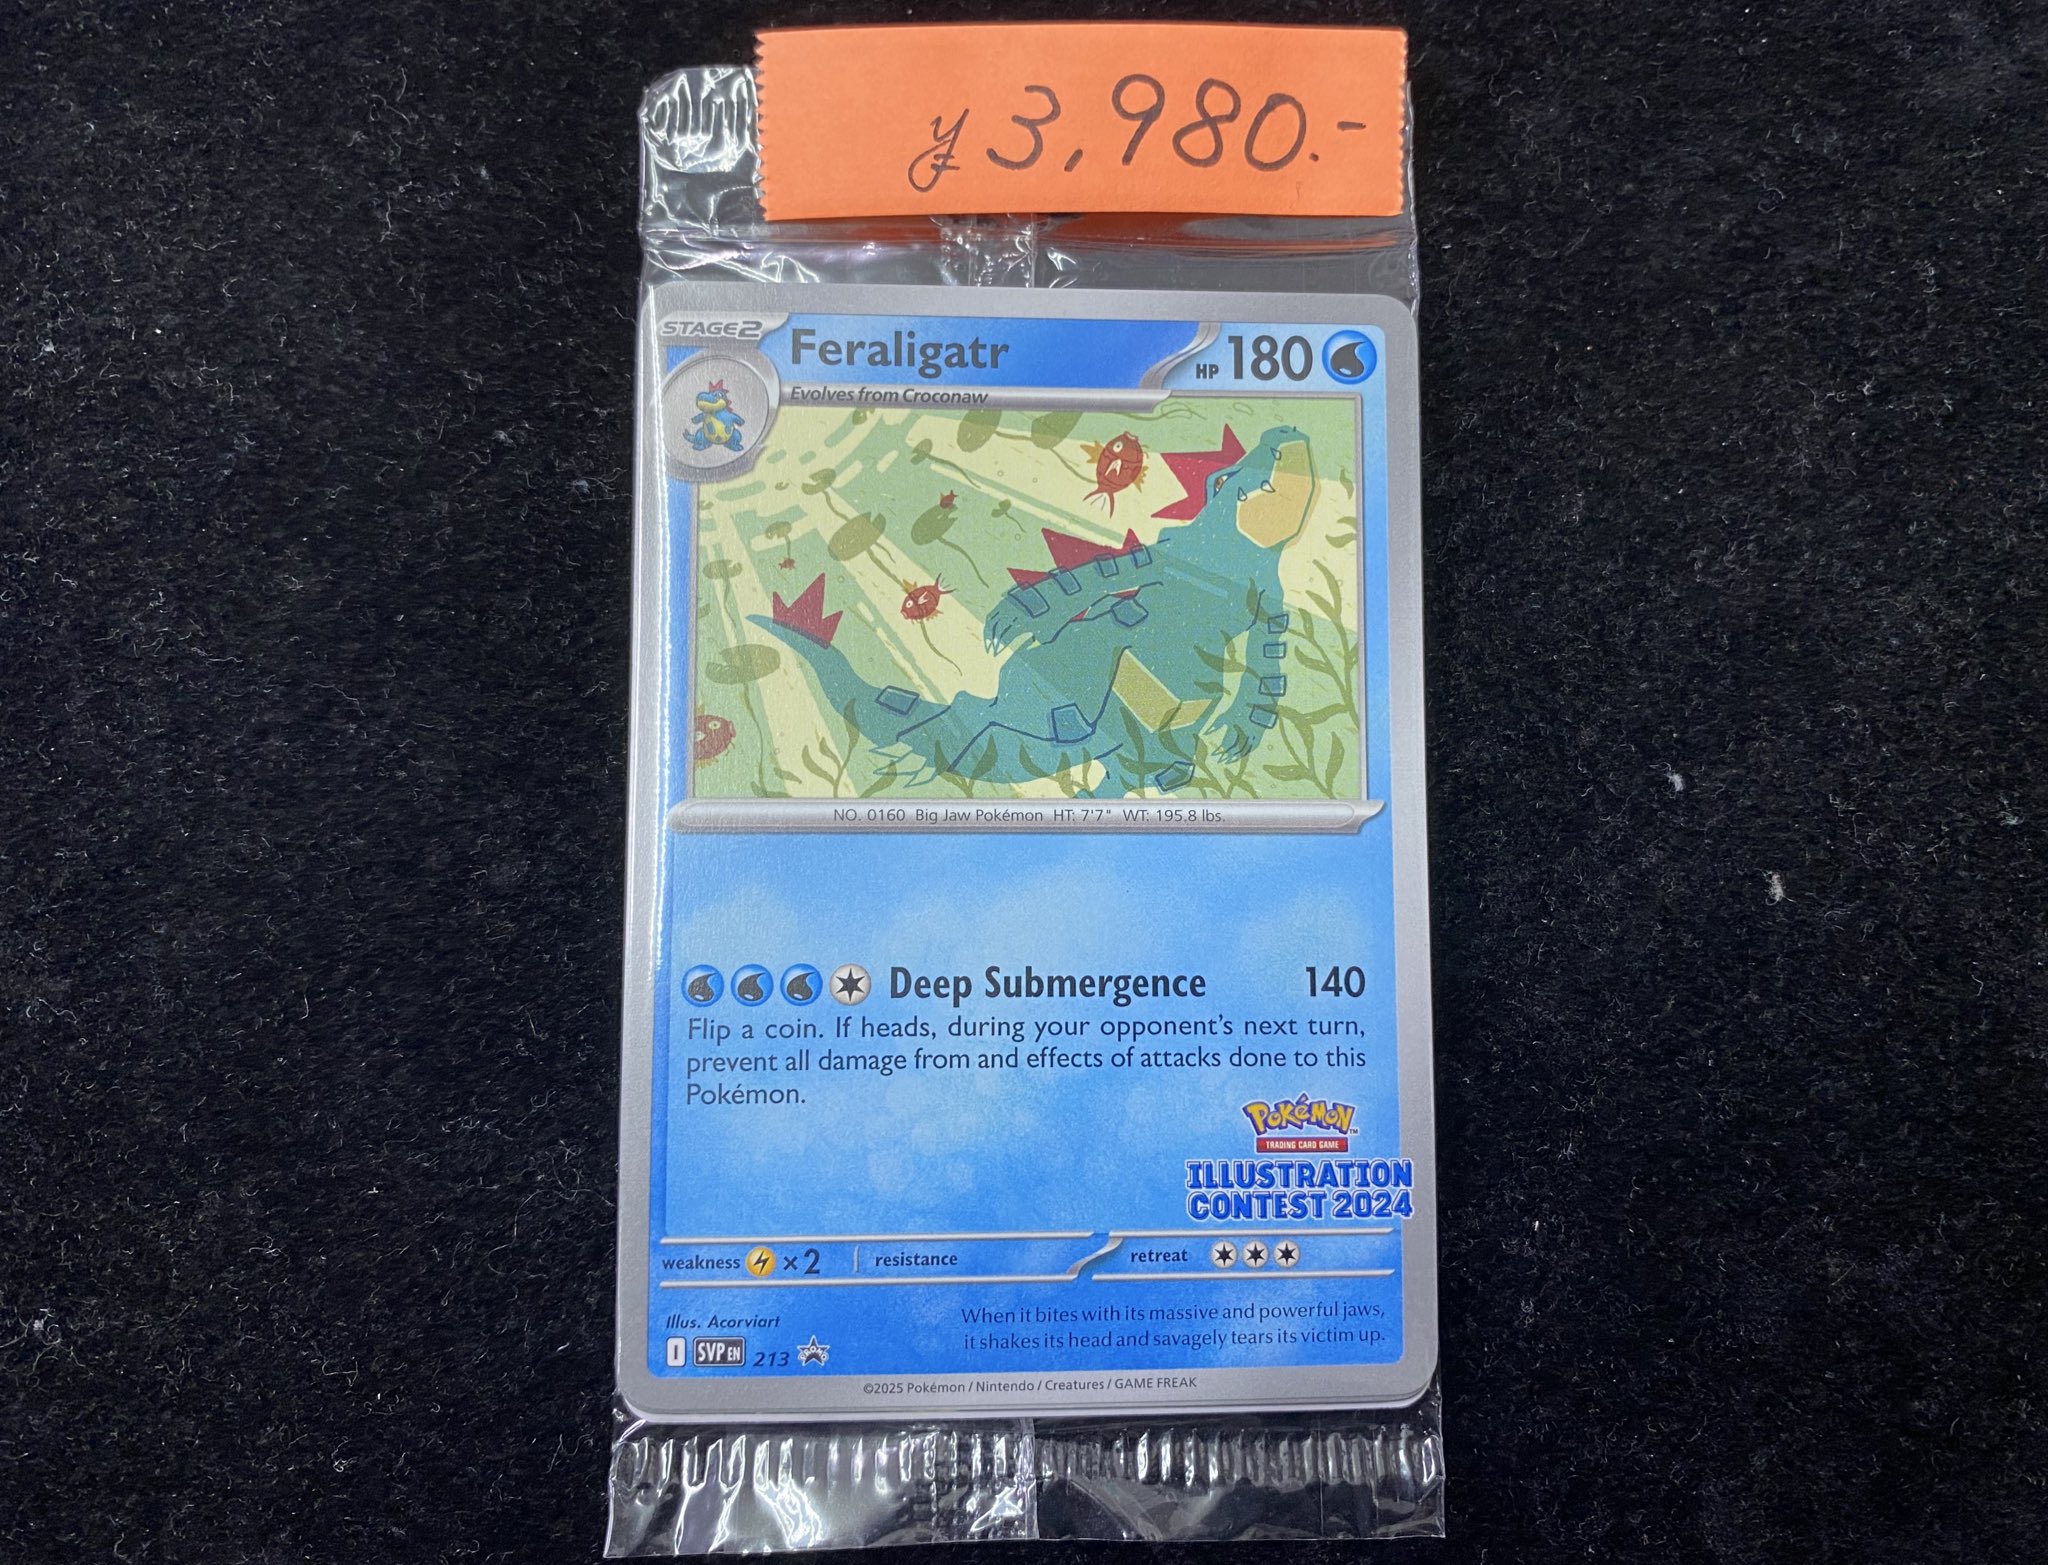 ¥3,980.-
STAGE2
Feraligatr
HP 180
Evolves from Croconaw
NO. 0160 Big Jaw Pokémon HT: 7'7" WT: 195.8 lbs.
Deep Submergence 140
Flip a coin. If heads, during your opponent's next turn,
prevent all damage from and effects of attacks done to this
Pokémon.
POKéMON™
TRADING CARD GAME
ILLUSTRATION
CONTEST 2024
weakness ×2 resistance retreat
Illus. Acorviart
When it bites with its massive and powerful jaws,
it shakes its head and savagely tears its victim up.
I SVP EN 213 PROMO
©2025 Pokémon / Nintendo / Creatures / GAME FREAK